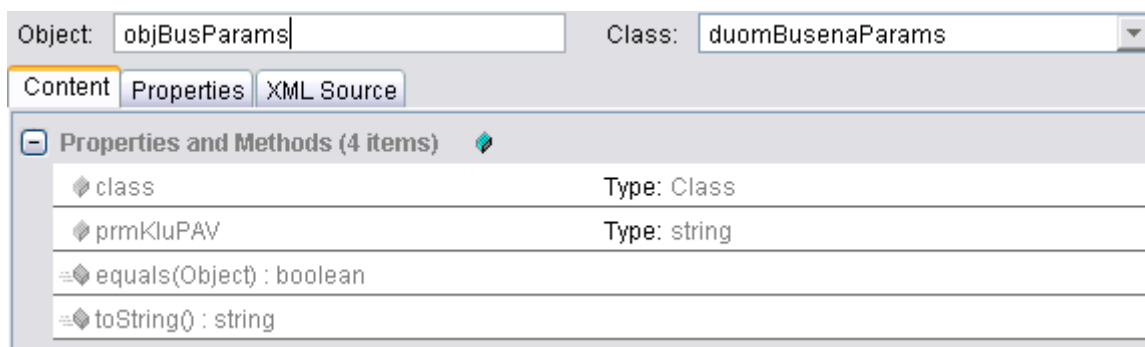 Object: objBusParams Class: duomBusenaParams
Content Properties XML Source
Properties and Methods (4 items)
class Type: Class
prmKluPAV Type: string
equals(Object) : boolean
toString() : string